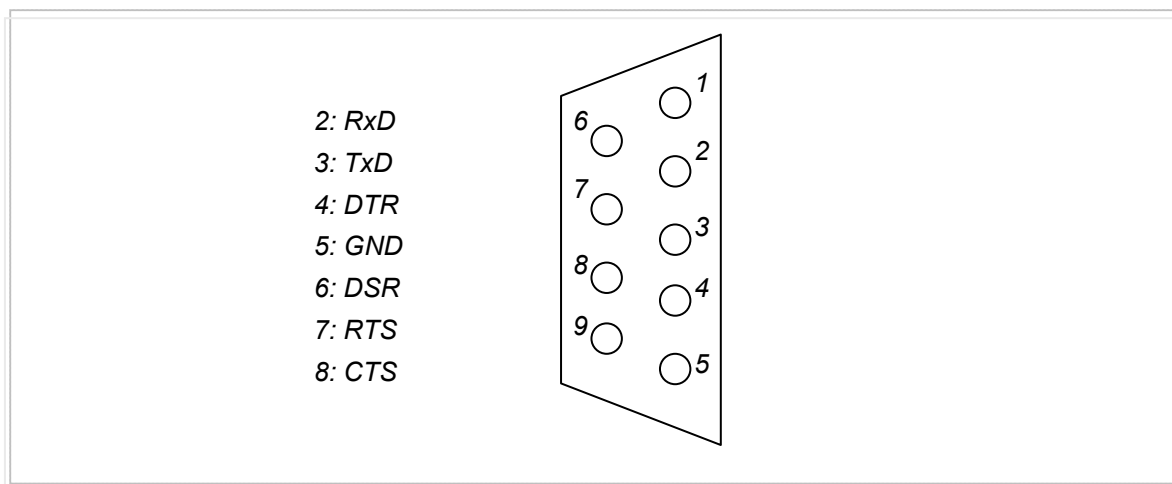 2: RxD
3: TxD
4: DTR
5: GND
6: DSR
7: RTS
8: CTS
1
6
2
7
3
8
4
9
5